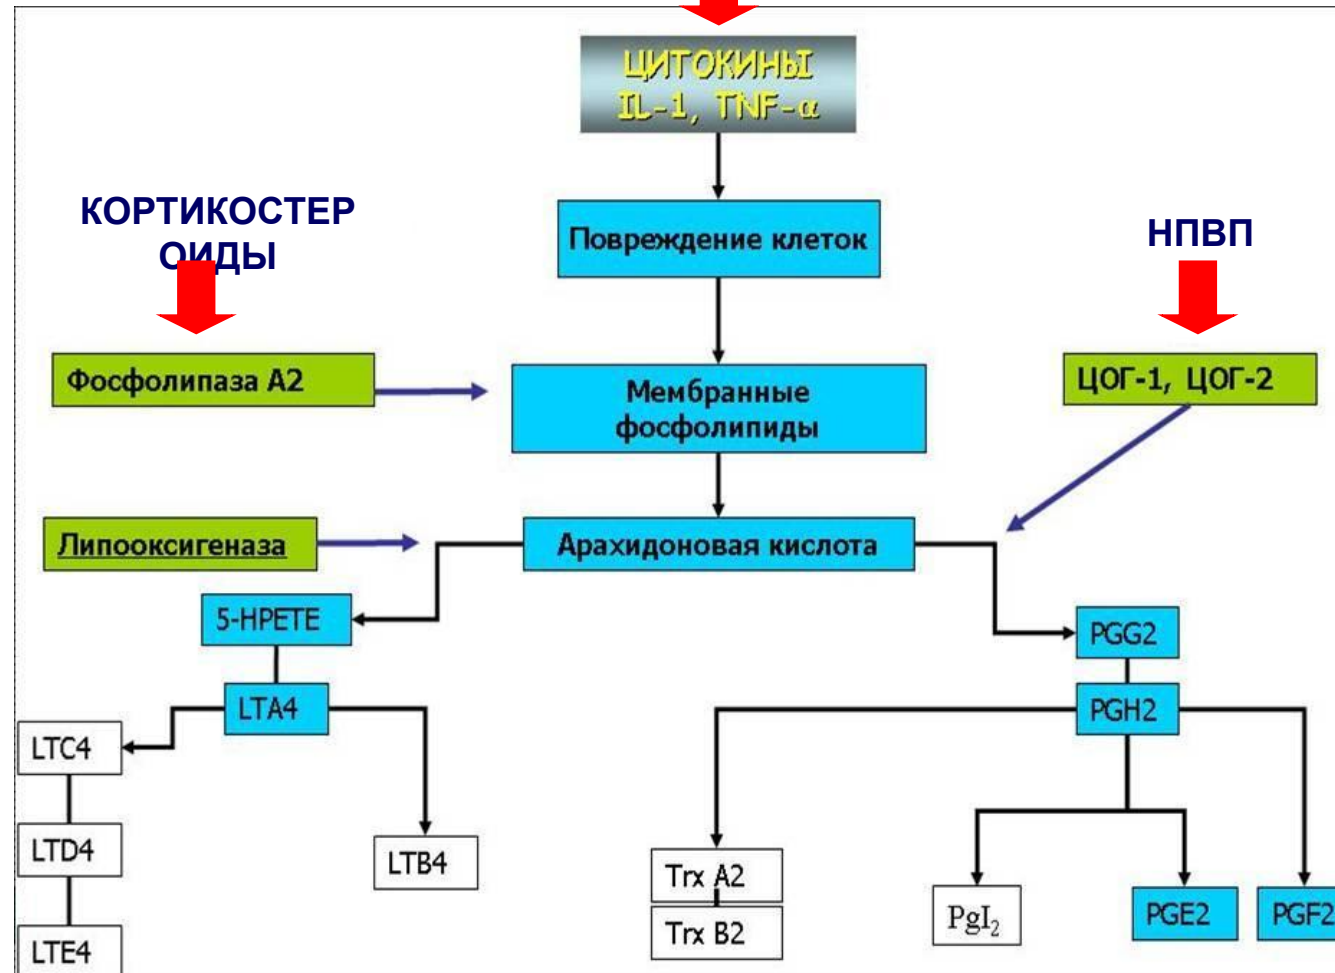 ЦИТОКИНЫ
IL-1, TNF-α
КОРТИКОСТЕР
ОИДЫ
Повреждение клеток
НПВП
Фосфолипаза А2
Мембранные
фосфолипиды
ЦОГ-1, ЦОГ-2
Липооксигеназа
Арахидоновая кислота
5-HPETE
PGG2
LTA4
PGH2
LTC4
LTD4
LTB4
Trx A2
PgI₂
PGE2
PGF2
Trx B2
LTE4